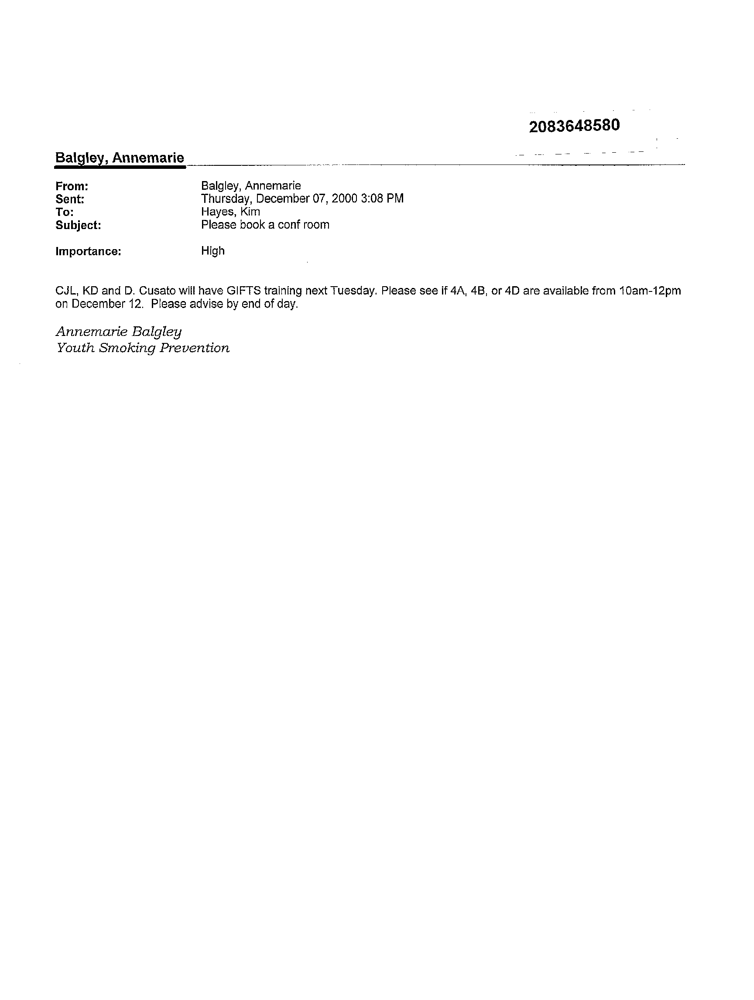 2083648580
Balgley, Annemarie
From: Balgley, Annemarie
Sent: Thursday, December 07, 2000 3:08 PM
To: Hayes, Kim
Subject: Please book a conf room
Importance: High
CJL, KD and D. Cusato will have GIFTS training next Tuesday. Please see if 4A, 4B, or 4D are available from 10am-12pm
on December 12.  Please advise by end of day.
Annemarie Balgley
Youth Smoking Prevention